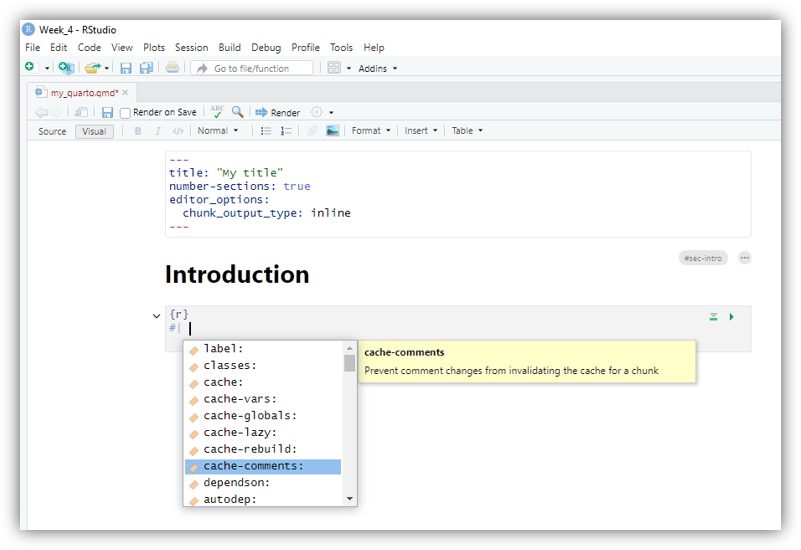 Week_4 - RStudio
File Edit Code View Plots Session Build Debug Profile Tools Help
Go to file/function Addins
my_quarto.qmd*
Render on Save ABC Render
Source Visual B I </> Normal Format Insert Table
---
title: "My title"
number-sections: true
editor_options:
chunk_output_type: inline
---
#sec-intro
Introduction
{r}
#|
label:
classes:
cache:
cache-vars:
cache-globals:
cache-lazy:
cache-rebuild:
cache-comments:
dependson:
autodep:
cache-comments
Prevent comment changes from invalidating the cache for a chunk